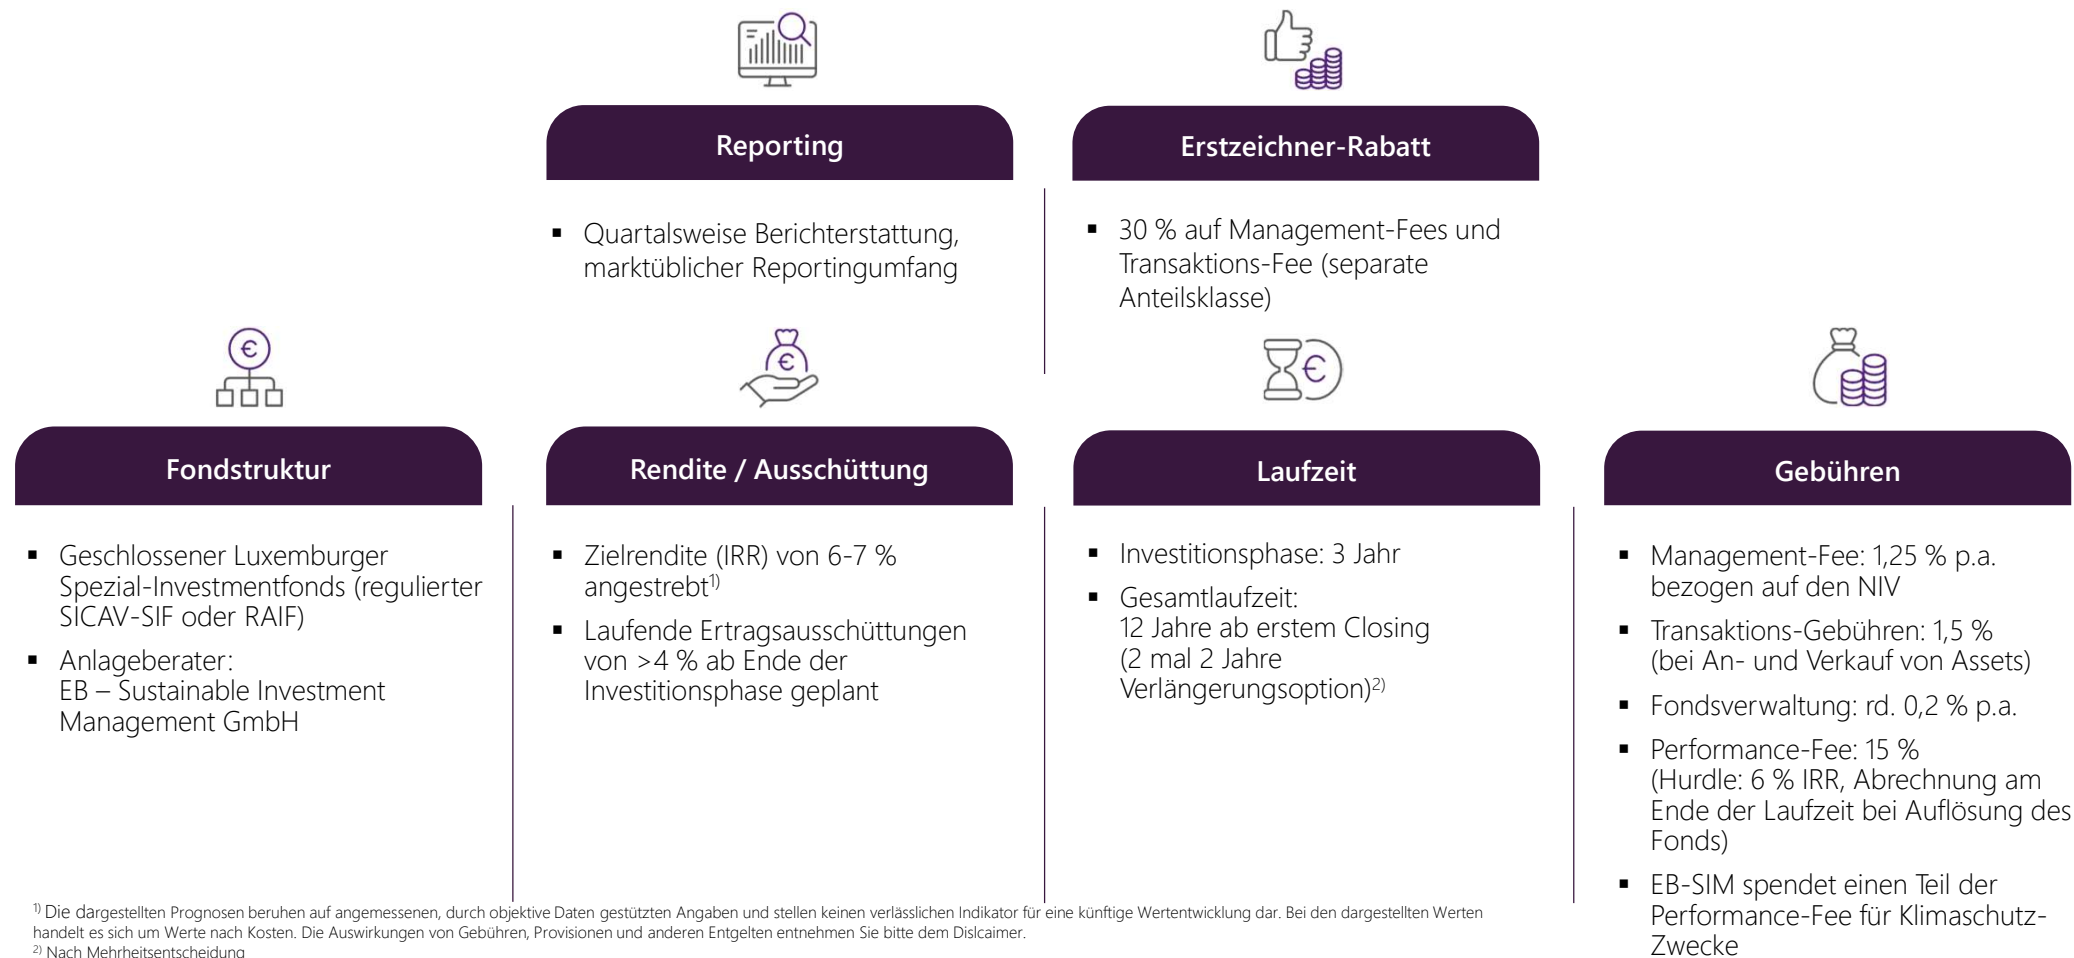 Reporting
▪ Quartalsweise Berichterstattung,
marktüblicher Reportingumfang
Erstzeichner-Rabatt
▪ 30 % auf Management-Fees und
Transaktions-Fee (separate
Anteilsklasse)
€
Fondstruktur
▪ Geschlossener Luxemburger
Spezial-Investmentfonds (regulierter
SICAV-SIF oder RAIF)
▪ Anlageberater:
EB – Sustainable Investment
Management GmbH
€
Rendite / Ausschüttung
▪ Zielrendite (IRR) von 6-7 %
angestrebt1)
▪ Laufende Ertragsausschüttungen
von >4 % ab Ende der
Investitionsphase geplant
€
Laufzeit
▪ Investitionsphase: 3 Jahr
▪ Gesamtlaufzeit:
12 Jahre ab erstem Closing
(2 mal 2 Jahre
Verlängerungsoption)2)
Gebühren
▪ Management-Fee: 1,25 % p.a.
bezogen auf den NIV
▪ Transaktions-Gebühren: 1,5 %
(bei An- und Verkauf von Assets)
▪ Fondsverwaltung: rd. 0,2 % p.a.
▪ Performance-Fee: 15 %
(Hurdle: 6 % IRR, Abrechnung am
Ende der Laufzeit bei Auflösung des
Fonds)
▪ EB-SIM spendet einen Teil der
Performance-Fee für Klimaschutz-
Zwecke
1) Die dargestellten Prognosen beruhen auf angemessenen, durch objektive Daten gestützten Angaben und stellen keinen verlässlichen Indikator für eine künftige Wertentwicklung dar. Bei den dargestellten Werten
handelt es sich um Werte nach Kosten. Die Auswirkungen von Gebühren, Provisionen und anderen Entgelten entnehmen Sie bitte dem Dislcaimer.
2) Nach Mehrheitsentscheidung